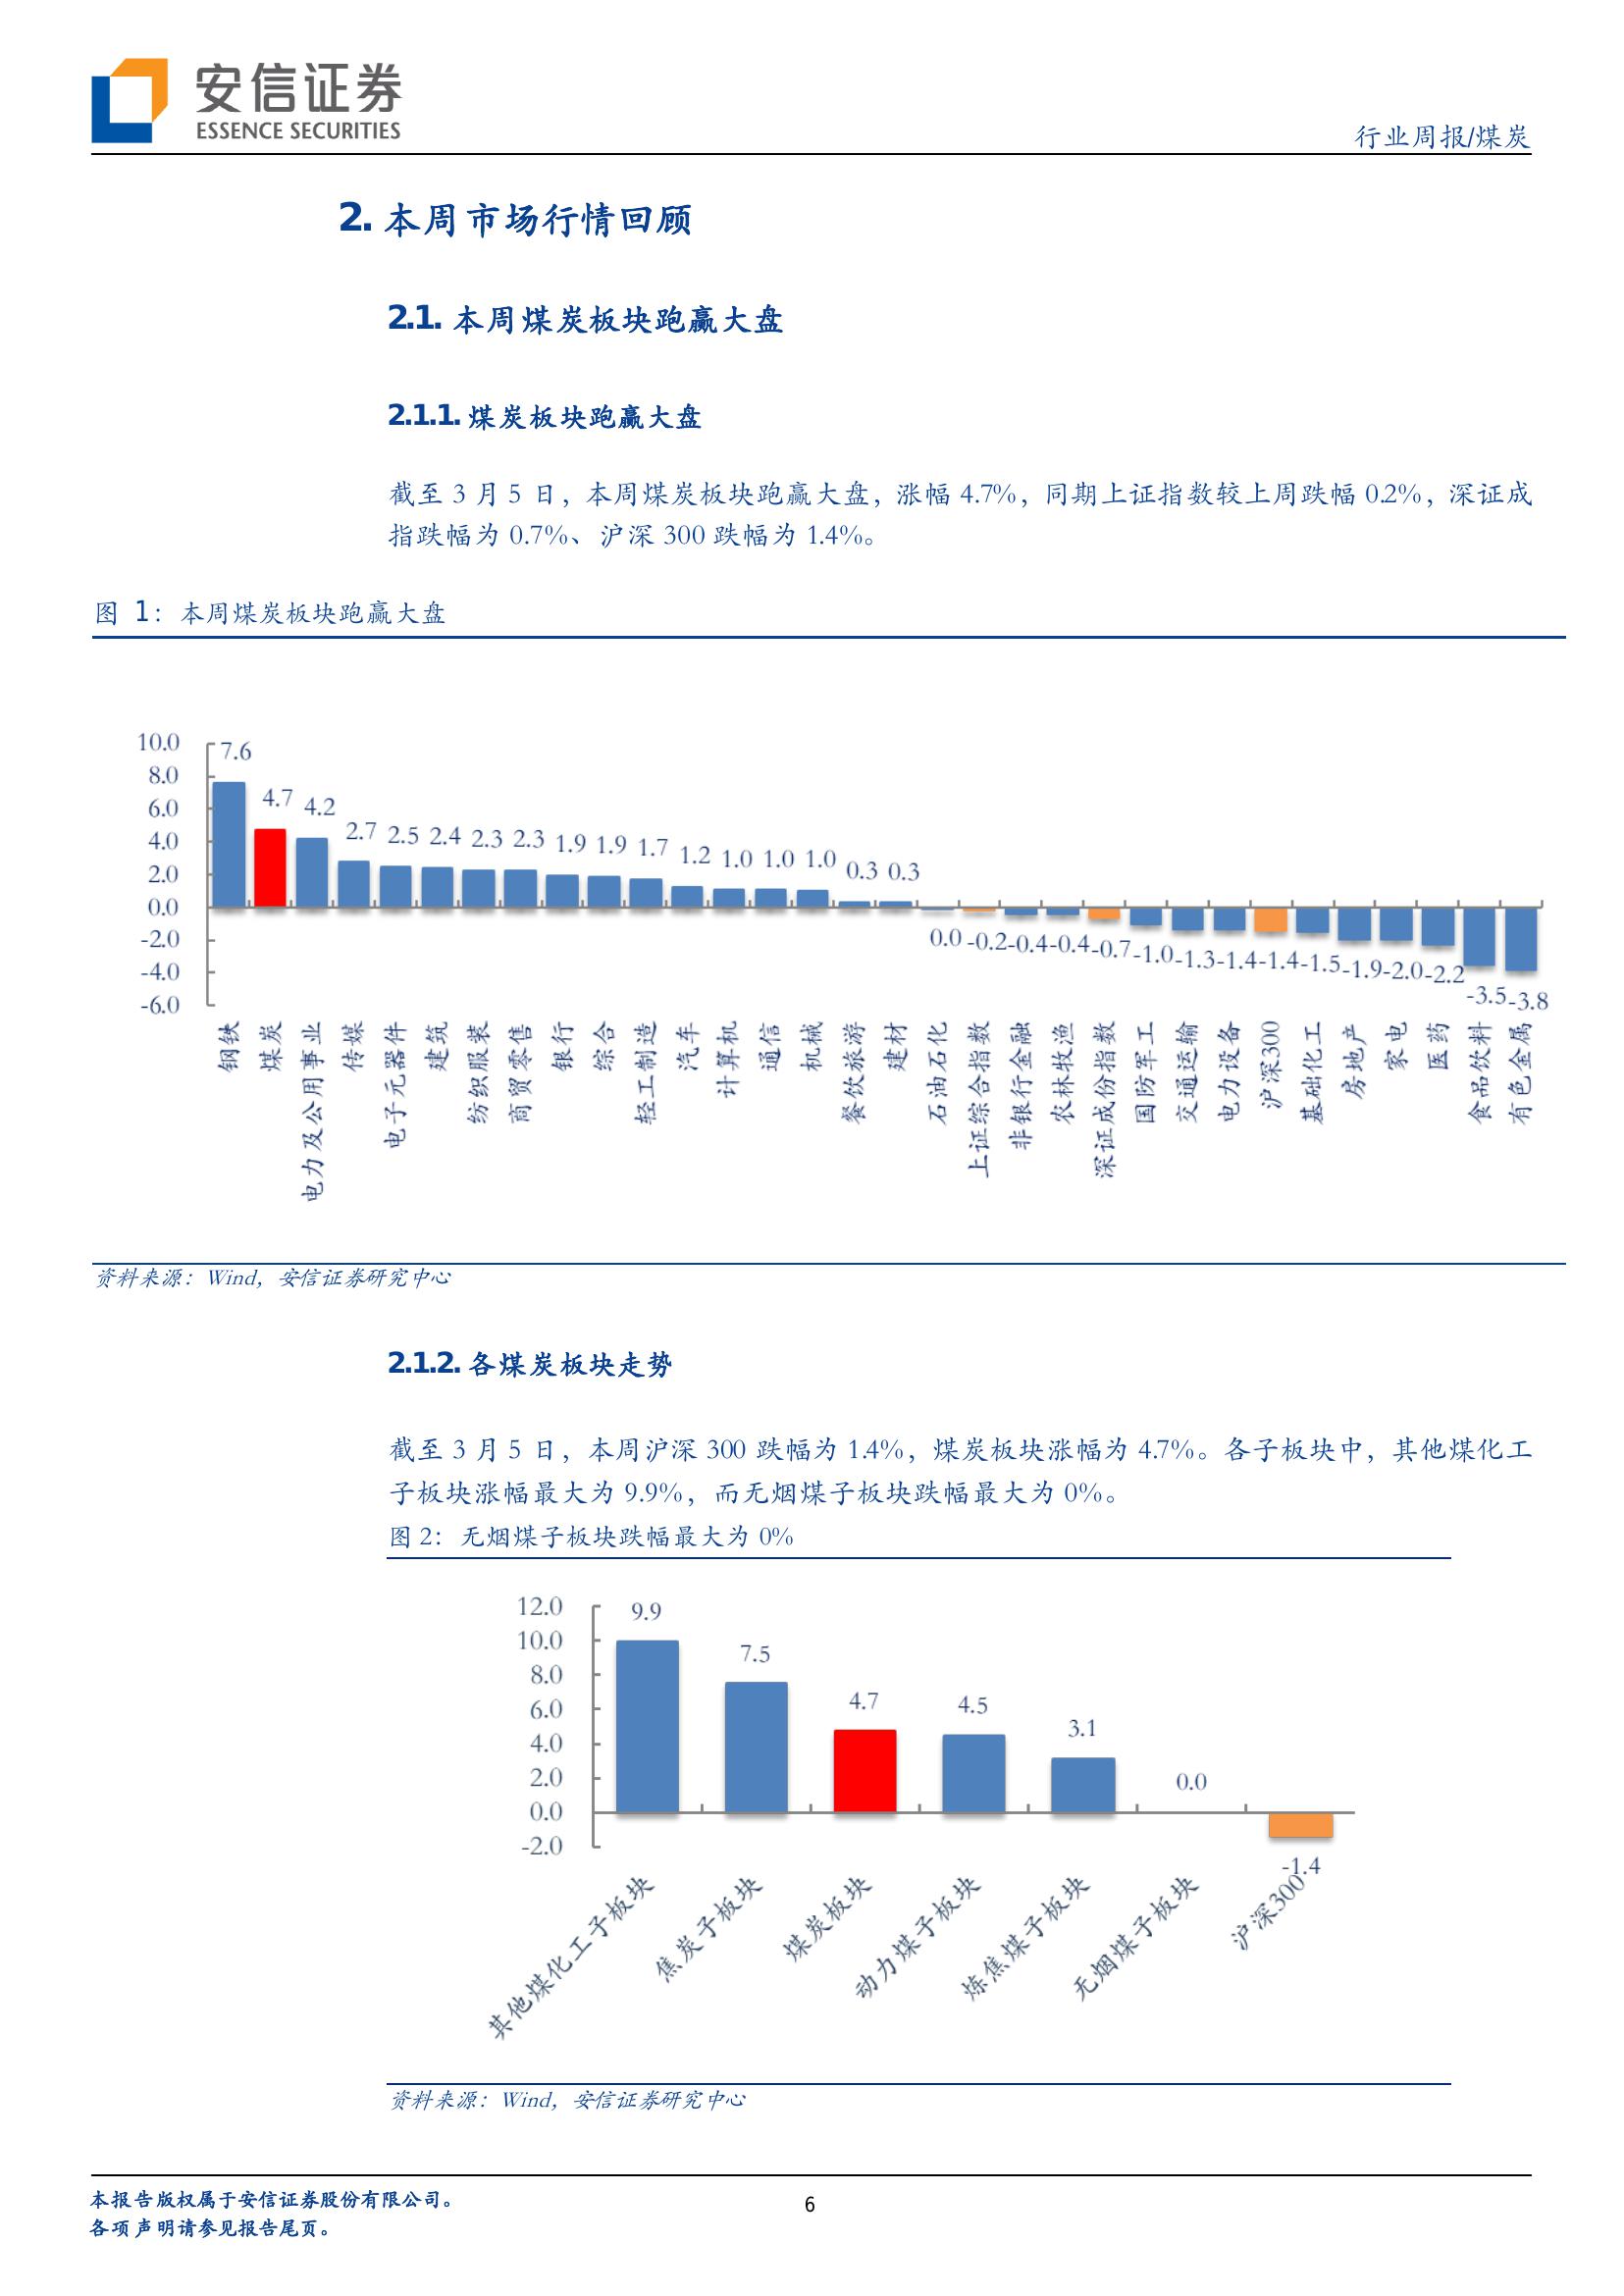 安信证券
ESSENCE SECURITIES
行业周报/煤炭
2. 本周市场行情回顾
2.1. 本周煤炭板块跑赢大盘
2.1.1. 煤炭板块跑赢大盘
截至 3 月 5 日，本周煤炭板块跑赢大盘，涨幅 4.7%，同期上证指数较上周跌幅 0.2%，深证成
指跌幅为 0.7%、沪深 300 跌幅为 1.4%。
图 1：本周煤炭板块跑赢大盘
10.0
8.0
6.0
4.0
2.0
0.0
-2.0
-4.0
-6.0
7.6 4.7 4.2 2.7 2.5 2.4 2.3 2.3 1.9 1.9 1.7 1.2 1.0 1.0 1.0 0.3 0.3 0.0 -0.2 -0.4 -0.4 -0.7 -1.0 -1.3 -1.4 -1.4 -1.5 -1.9 -2.0 -2.2 -3.5 -3.8
钢铁
煤炭
电力及公用事业
传媒
电子元器件
建筑
纺织服装
商贸零售
银行
综合
轻工制造
汽车
计算机
通信
机械
餐饮旅游
建材
石油石化
上证综合指数
非银行金融
农林牧渔
深证成份指数
国防军工
交通运输
电力设备
沪深300
基础化工
房地产
家电
医药
食品饮料
有色金属
资料来源：Wind，安信证券研究中心
2.1.2. 各煤炭板块走势
截至 3 月 5 日，本周沪深 300 跌幅为 1.4%，煤炭板块涨幅为 4.7%。各子板块中，其他煤化工
子板块涨幅最大为 9.9%，而无烟煤子板块跌幅最大为 0%。
图 2：无烟煤子板块跌幅最大为 0%
12.0
10.0
8.0
6.0
4.0
2.0
0.0
-2.0
9.9 7.5 4.7 4.5 3.1 0.0 -1.4
其他煤化工子板块
焦炭子板块
煤炭板块
动力煤子板块
炼焦煤子板块
无烟煤子板块
沪深300
资料来源：Wind，安信证券研究中心
本报告版权属于安信证券股份有限公司。
各项声明请参见报告尾页。
6